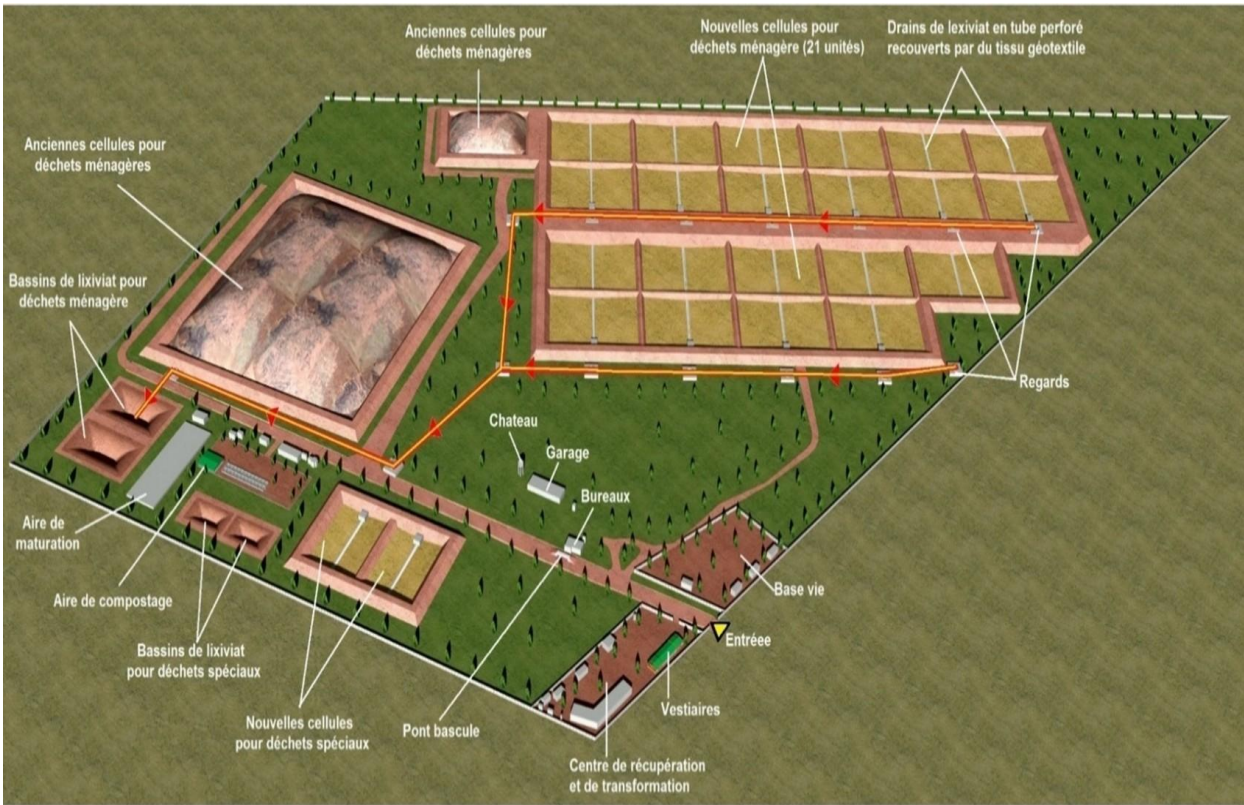 Anciennes cellules pour
déchets ménagères
Nouvelles cellules pour
déchets ménagère (21 unités)
Drains de lexiviat en tube perforé
recouverts par du tissu géotextile
Anciennes cellules pour
déchets ménagères
Bassins de lixiviat pour
déchets ménagère
Regards
Chateau
Garage
Bureaux
Aire de
maturation
Base vie
Aire de compostage
Entréee
Bassins de lixiviat
pour déchets spéciaux
Vestiaires
Nouvelles cellules
pour déchets spéciaux
Pont bascule
Centre de récupération
et de transformation